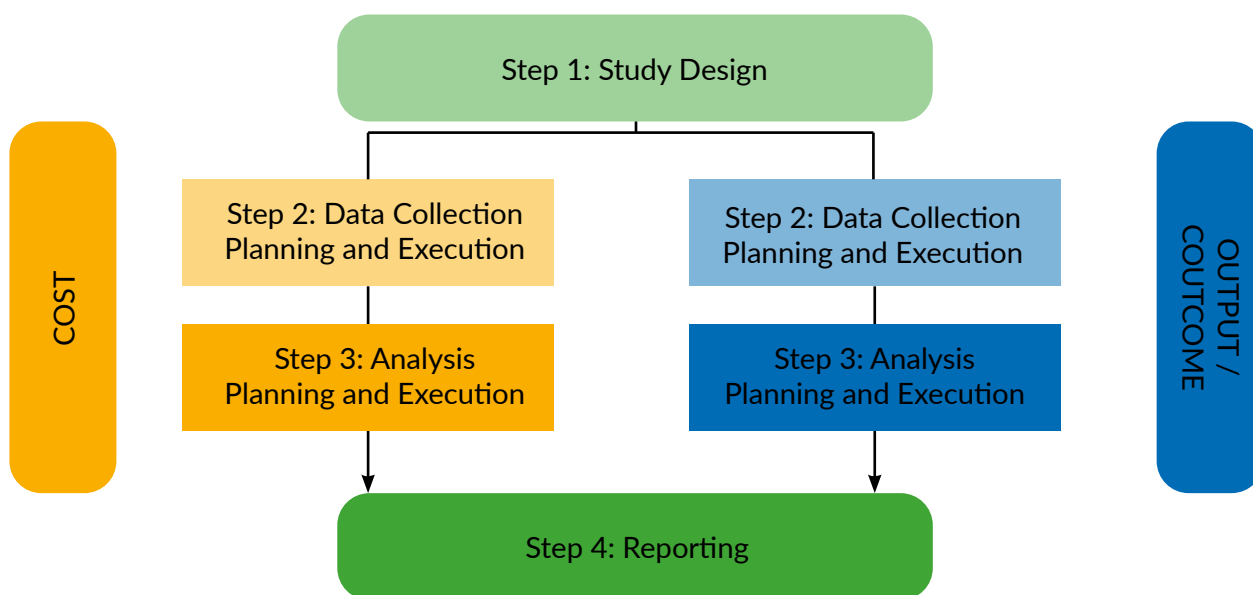 Step 1: Study Design
COST
Step 2: Data Collection
Planning and Execution
Step 2: Data Collection
Planning and Execution
OUTPUT /
COUTCOME
Step 3: Analysis
Planning and Execution
Step 3: Analysis
Planning and Execution
Step 4: Reporting